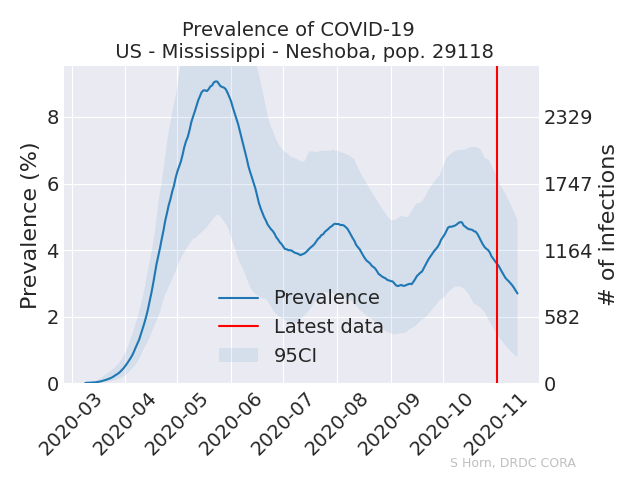 Prevalence of COVID-19
US - Mississippi - Neshoba, pop. 29118
Prevalence (%)
8
6
4
2
0
2329
1747
1164
582
0
# of infections
Prevalence
Latest data
95CI
2020-03
2020-04
2020-05
2020-06
2020-07
2020-08
2020-09
2020-10
2020-11
S Horn, DRDC CORA